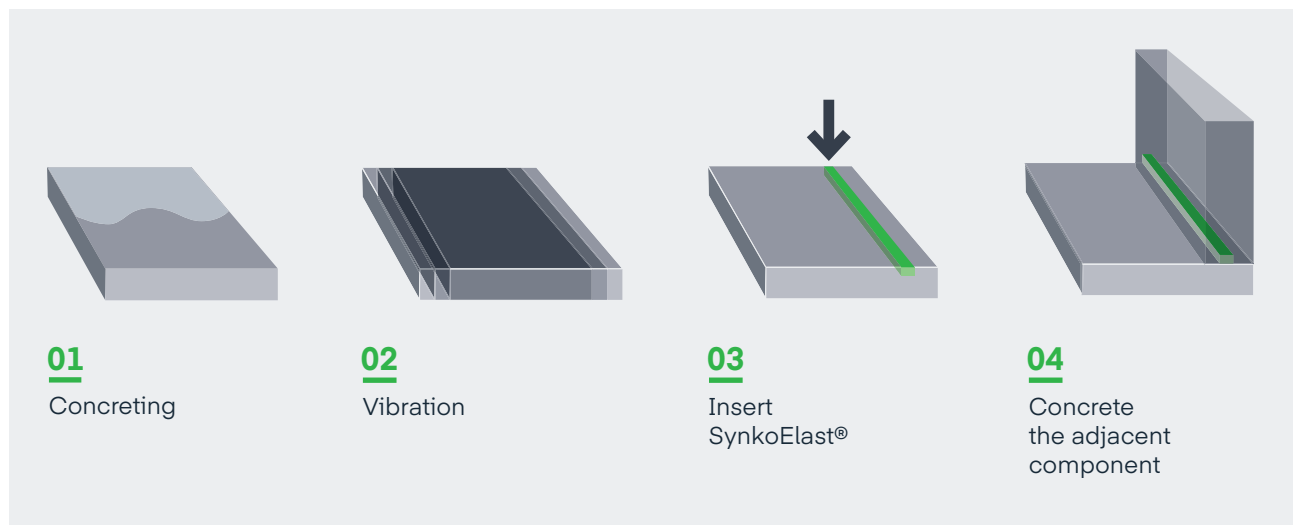 01
Concreting
02
Vibration
03
Insert
SynkoElast®
04
Concrete
the adjacent
component